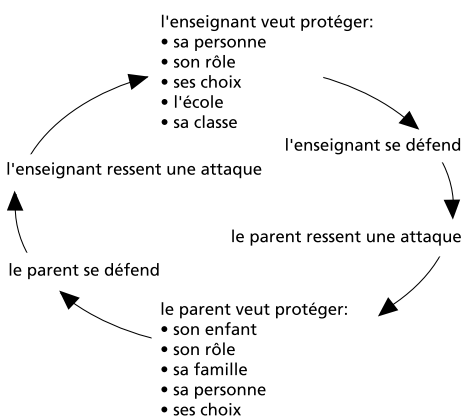 l'enseignant veut protéger:
• sa personne
• son rôle
• ses choix
• l'école
• sa classe
l'enseignant se défend
l'enseignant ressent une attaque
le parent ressent une attaque
le parent se défend
le parent veut protéger:
• son enfant
• son rôle
• sa famille
• sa personne
• ses choix